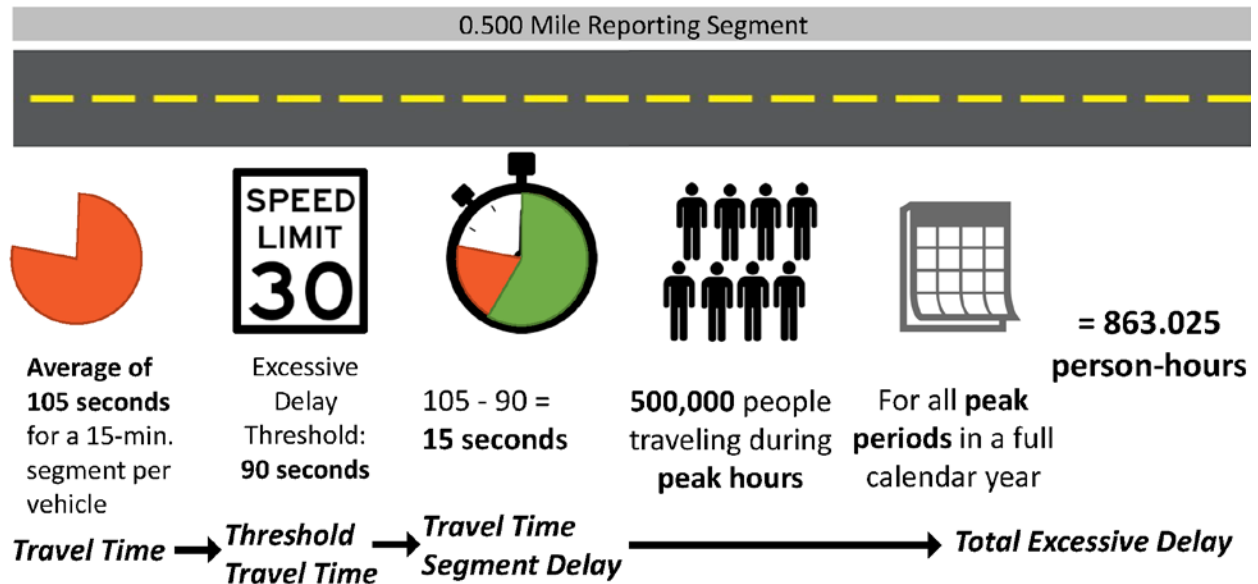 0.500 Mile Reporting Segment
SPEED
LIMIT
30
Average of
105 seconds
for a 15-min.
segment per
vehicle
Excessive
Delay
Threshold:
90 seconds
105 - 90 =
15 seconds
500,000 people
traveling during
peak hours
For all peak
periods in a full
calendar year
= 863.025
person-hours
Travel Time
Threshold
Travel Time
Travel Time
Segment Delay
Total Excessive Delay